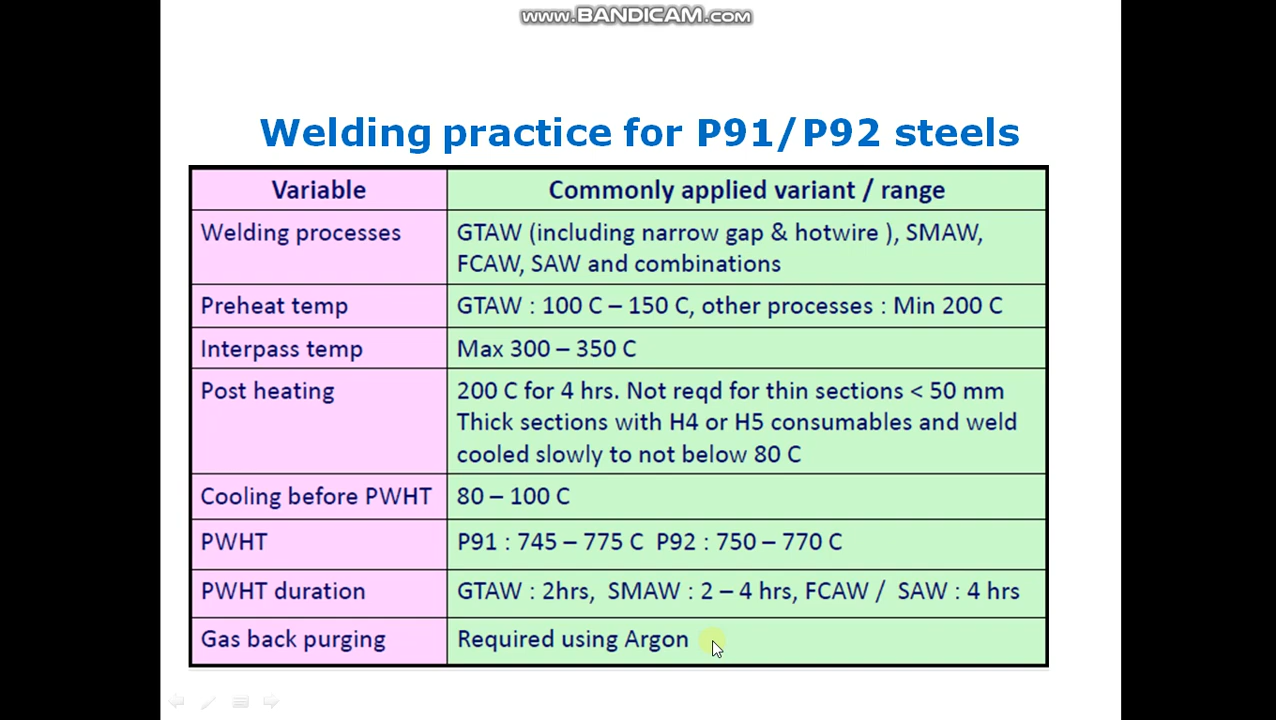 www.BANDICAM.com
Welding practice for P91/P92 steels
Variable
Commonly applied variant / range
Welding processes
GTAW (including narrow gap & hotwire ), SMAW,
FCAW, SAW and combinations
Preheat temp
GTAW : 100 C – 150 C, other processes : Min 200 C
Interpass temp
Max 300 – 350 C
Post heating
200 C for 4 hrs. Not reqd for thin sections < 50 mm
Thick sections with H4 or H5 consumables and weld
cooled slowly to not below 80 C
Cooling before PWHT
80 – 100 C
PWHT
P91 : 745 – 775 C  P92 : 750 – 770 C
PWHT duration
GTAW : 2hrs,  SMAW : 2 – 4 hrs, FCAW /  SAW : 4 hrs
Gas back purging
Required using Argon